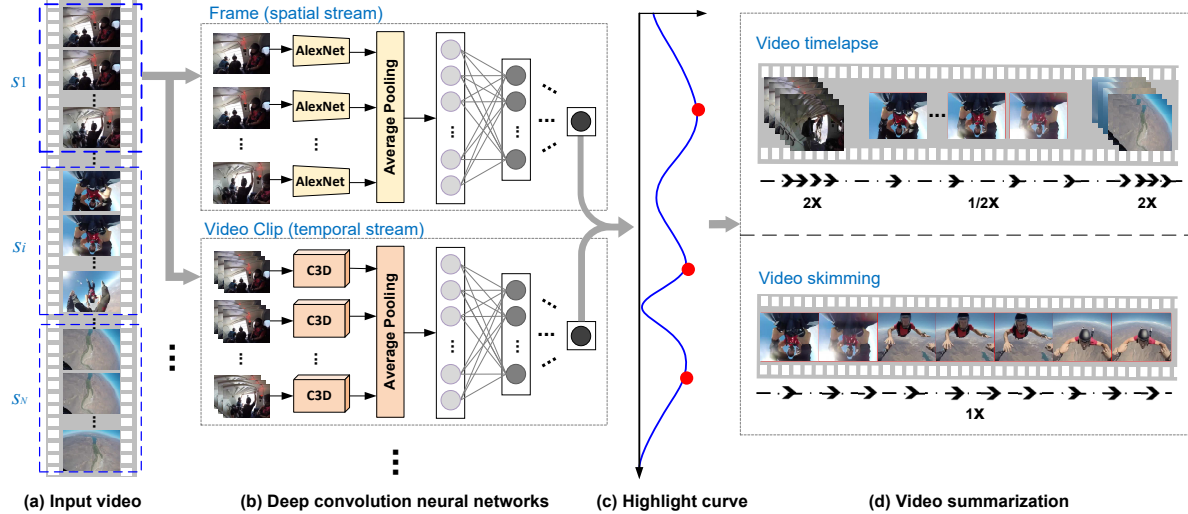 Frame (spatial stream)
AlexNet
AlexNet
AlexNet
Average Pooling
Video Clip (temporal stream)
C3D
C3D
C3D
Average Pooling
S1
Si
SN
Video timelapse
2X
1/2X
2X
Video skimming
1X
(a) Input video
(b) Deep convolution neural networks
(c) Highlight curve
(d) Video summarization